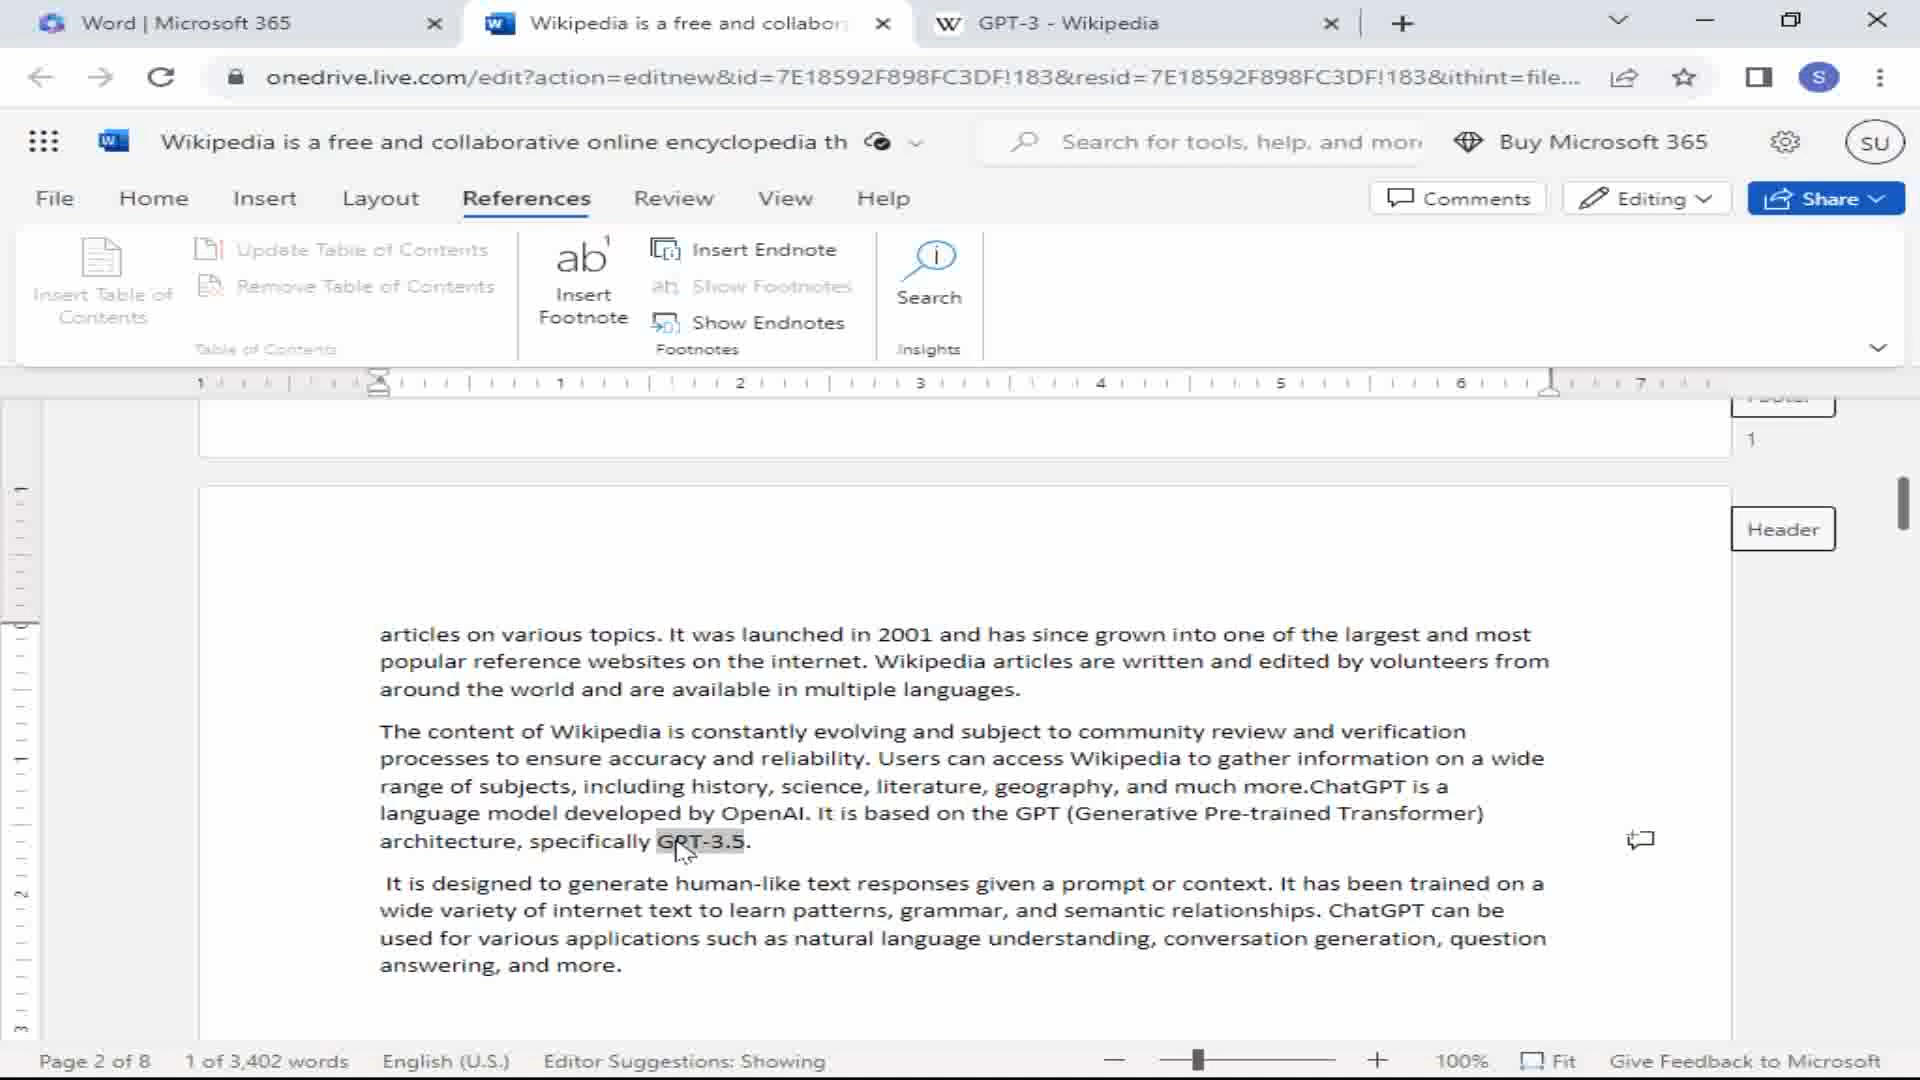 Word | Microsoft 365
Wikipedia is a free and collabor
GPT-3 - Wikipedia
onedrive.live.com/edit?action=editnew&id=7E18592F898FC3DF!183&resid=7E18592F898FC3DF!183&ithint=file...
S
Wikipedia is a free and collaborative online encyclopedia th
Search for tools, help, and mor
Buy Microsoft 365
SU
File Home Insert Layout References Review View Help
Comments
Editing
Share
Insert Table of Contents
Update Table of Contents
Remove Table of Contents
Table of Contents
ab1
Insert Footnote
Insert Endnote
ab Show Footnotes
Show Endnotes
Footnotes
Search
Insights
1 1 2 3 4 5 6 7
Footer
1
Header
1
1
2
3
articles on various topics. It was launched in 2001 and has since grown into one of the largest and most
popular reference websites on the internet. Wikipedia articles are written and edited by volunteers from
around the world and are available in multiple languages.
The content of Wikipedia is constantly evolving and subject to community review and verification
processes to ensure accuracy and reliability. Users can access Wikipedia to gather information on a wide
range of subjects, including history, science, literature, geography, and much more.ChatGPT is a
language model developed by OpenAI. It is based on the GPT (Generative Pre-trained Transformer)
architecture, specifically GPT-3.5.
It is designed to generate human-like text responses given a prompt or context. It has been trained on a
wide variety of internet text to learn patterns, grammar, and semantic relationships. ChatGPT can be
used for various applications such as natural language understanding, conversation generation, question
answering, and more.
Page 2 of 8
1 of 3,402 words
English (U.S.)
Editor Suggestions: Showing
100%
Fit
Give Feedback to Microsoft